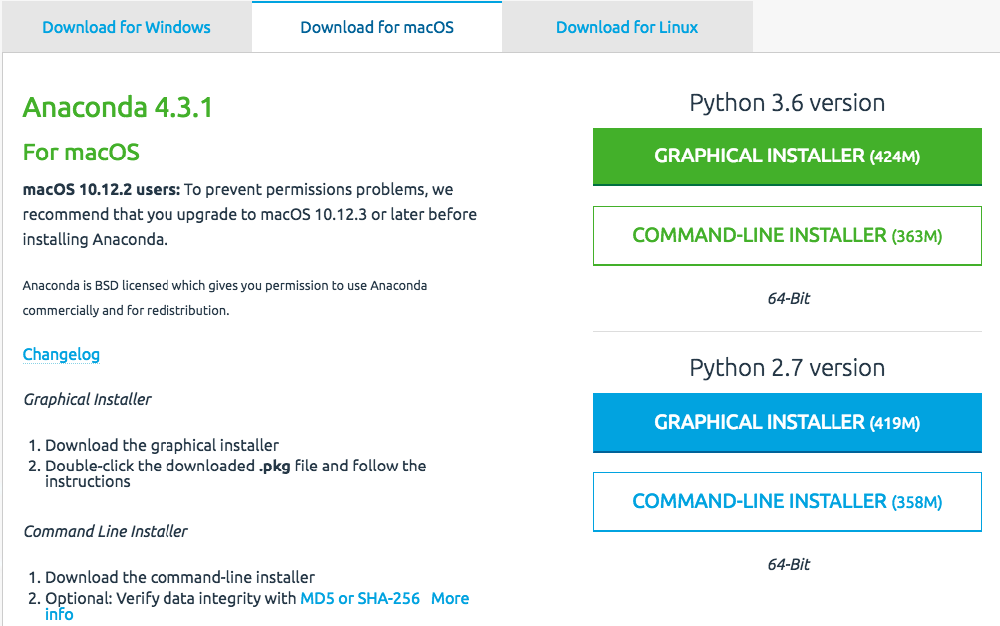 Download for Windows
Download for macOS
Download for Linux
Anaconda 4.3.1
For macOS
macOS 10.12.2 users: To prevent permissions problems, we
recommend that you upgrade to macOS 10.12.3 or later before
installing Anaconda.
Anaconda is BSD licensed which gives you permission to use Anaconda
commercially and for redistribution.
Changelog
Graphical Installer
1. Download the graphical installer
2. Double-click the downloaded .pkg file and follow the
instructions
Command Line Installer
1. Download the command-line installer
2. Optional: Verify data integrity with MD5 or SHA-256 More
info
Python 3.6 version
GRAPHICAL INSTALLER (424M)
COMMAND-LINE INSTALLER (363M)
64-Bit
Python 2.7 version
GRAPHICAL INSTALLER (419M)
COMMAND-LINE INSTALLER (358M)
64-Bit